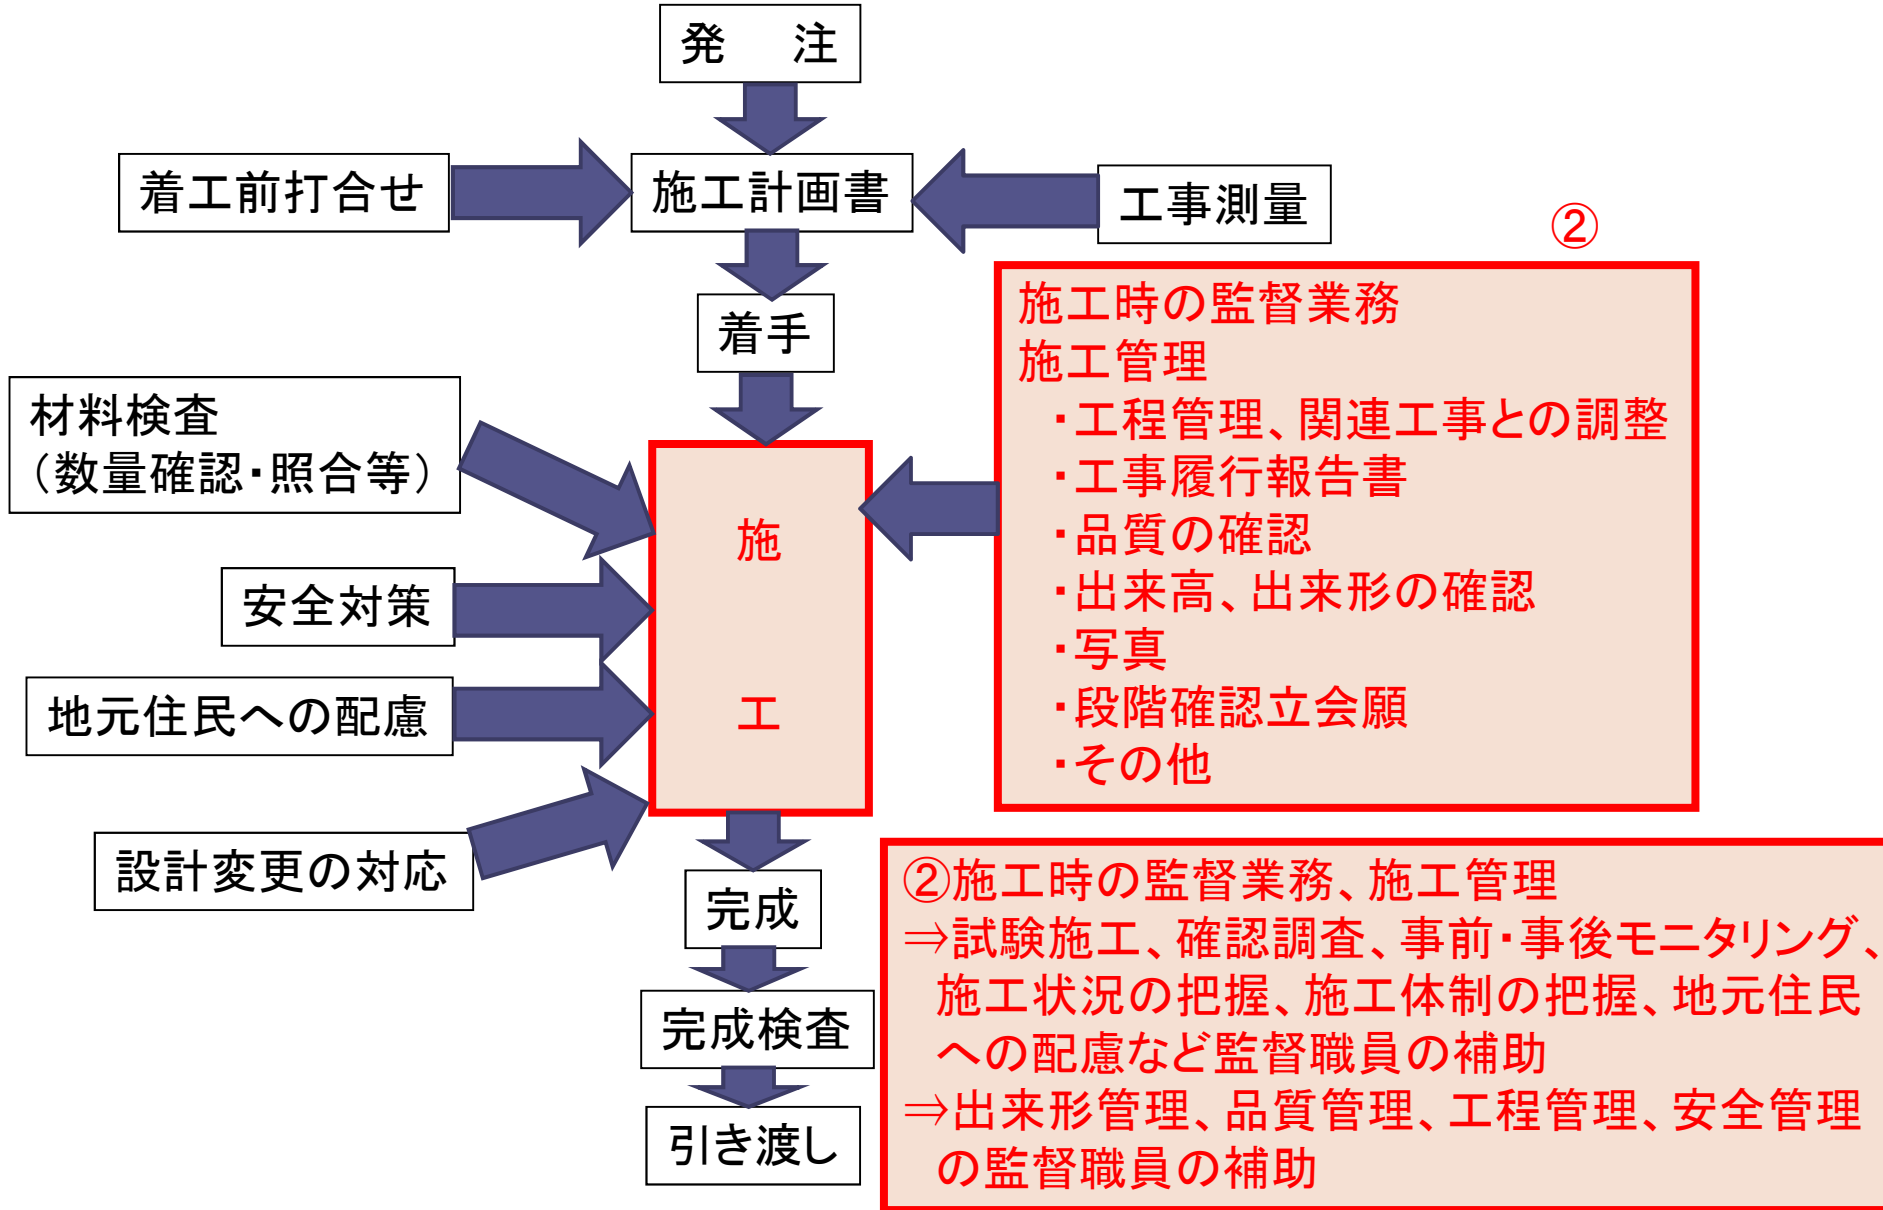 発　注
着工前打合せ
施工計画書
工事測量
②
着手
施工時の監督業務
施工管理
・工程管理、関連工事との調整
・工事履行報告書
・品質の確認
・出来高、出来形の確認
・写真
・段階確認立会願
・その他
材料検査
（数量確認・照合等）
安全対策
地元住民への配慮
設計変更の対応
施
工
完成
完成検査
引き渡し
②施工時の監督業務、施工管理
⇒試験施工、確認調査、事前・事後モニタリング、
施工状況の把握、施工体制の把握、地元住民
への配慮など監督職員の補助
⇒出来形管理、品質管理、工程管理、安全管理
の監督職員の補助